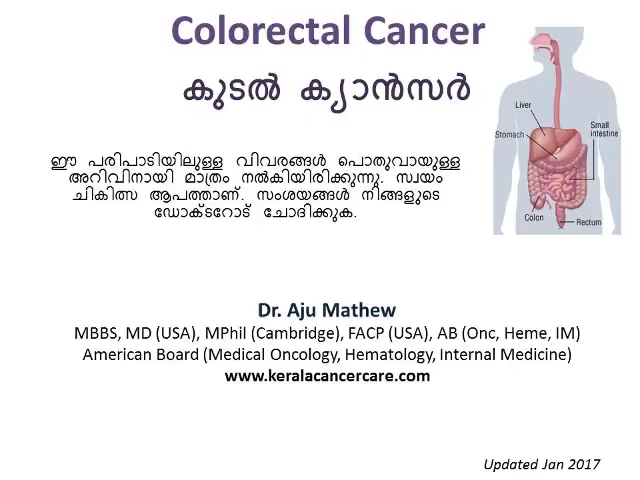 Colorectal Cancer
കുടൽ ക്യാൻസർ
ഈ പരിപാടിയിലുള്ള വിവരങ്ങൾ പൊതുവായുള്ള
അറിവിനായി മാത്രം നൽകിയിരിക്കുന്നു. സ്വയം
ചികിത്സ ആപത്താണ്. സംശയങ്ങൾ നിങ്ങളുടെ
ഡോക്ടറോട് ചോദിക്കുക.
Liver
Stomach
Small
intestine
Colon
Rectum
Dr. Aju Mathew
MBBS, MD (USA), MPhil (Cambridge), FACP (USA), AB (Onc, Heme, IM)
American Board (Medical Oncology, Hematology, Internal Medicine)
www.keralacancercare.com
Updated Jan 2017